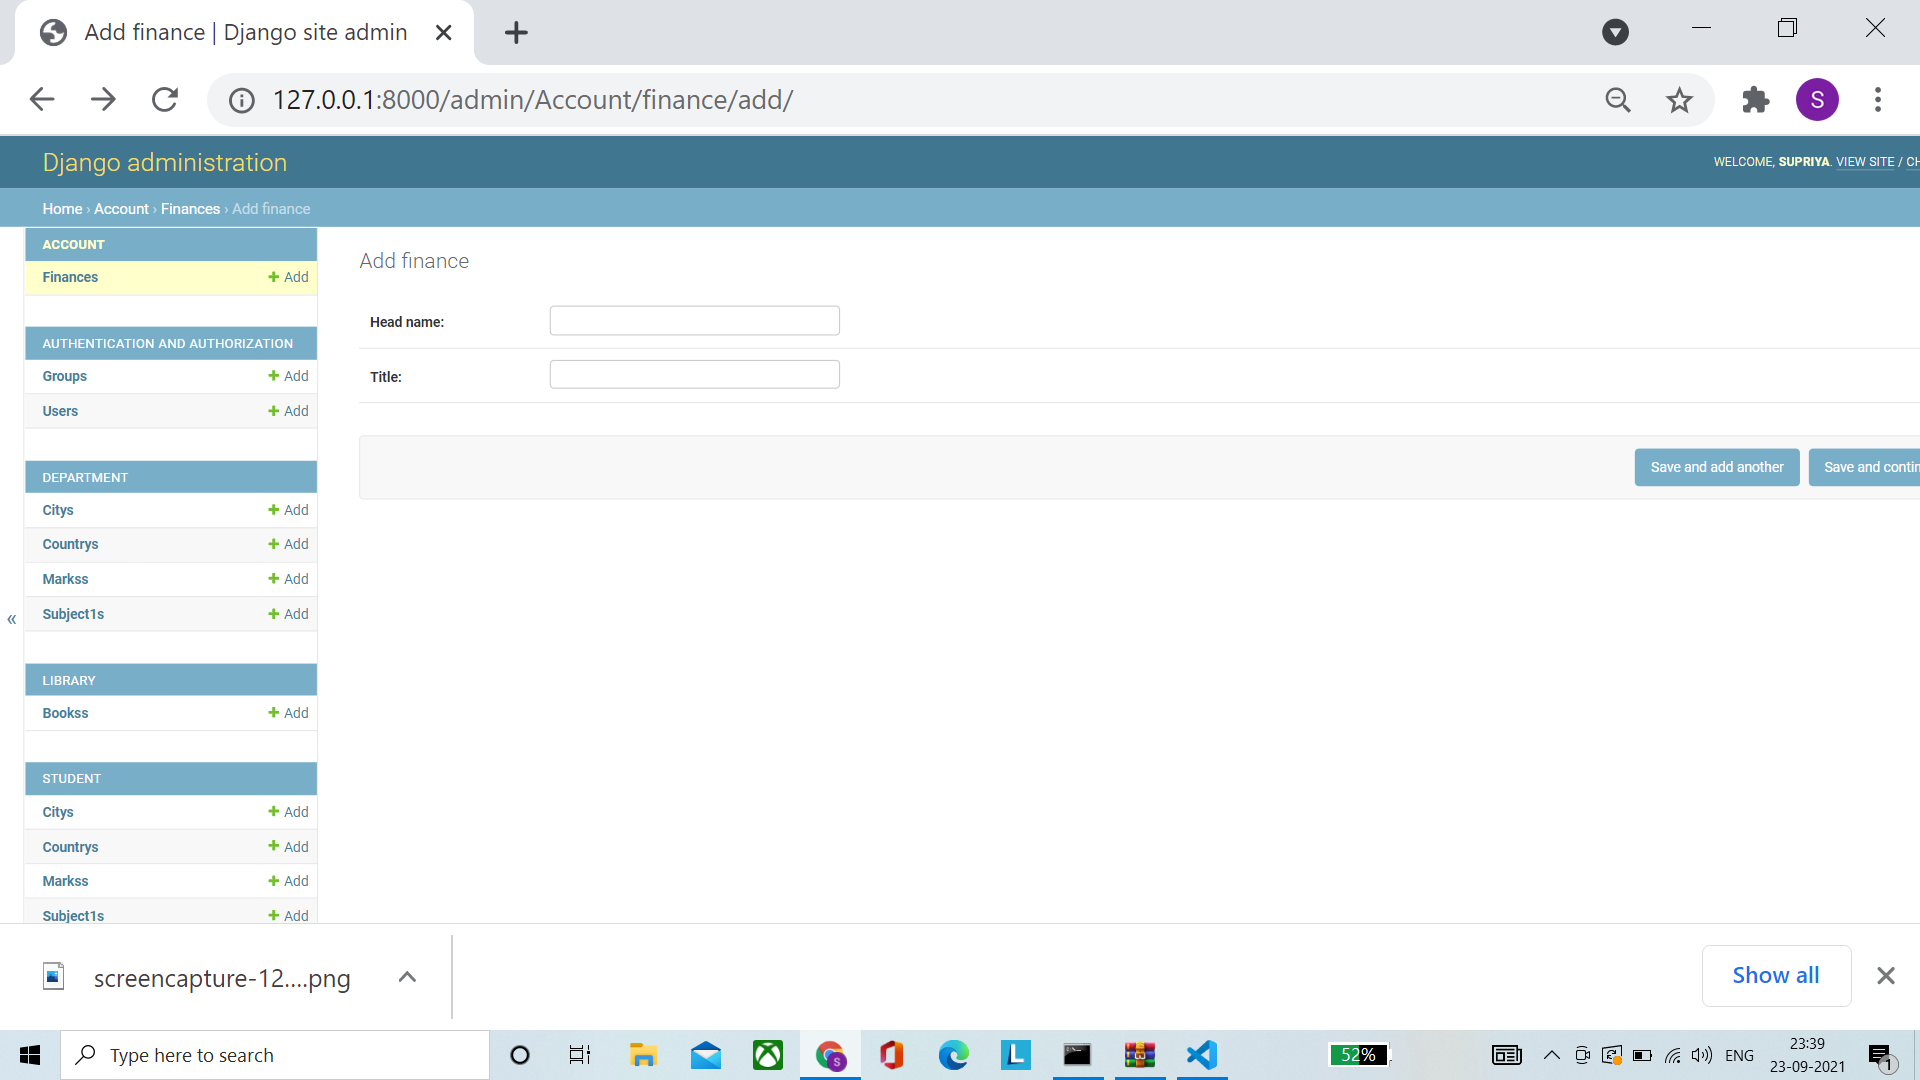 Add finance | Django site admin
127.0.0.1:8000/admin/Account/finance/add/
S
Django administration
WELCOME, SUPRIYA. VIEW SITE / CH
Home › Account › Finances › Add finance
ACCOUNT
Finances + Add
AUTHENTICATION AND AUTHORIZATION
Groups + Add
Users + Add
DEPARTMENT
Citys + Add
Countrys + Add
Markss + Add
Subject1s + Add
LIBRARY
Bookss + Add
STUDENT
Citys + Add
Countrys + Add
Markss + Add
Subject1s + Add
«
Add finance
Head name:
Title:
Save and add another
Save and contin
screencapture-12....png
Show all
Type here to search
S
L
52%
ENG
23:39
23-09-2021
1